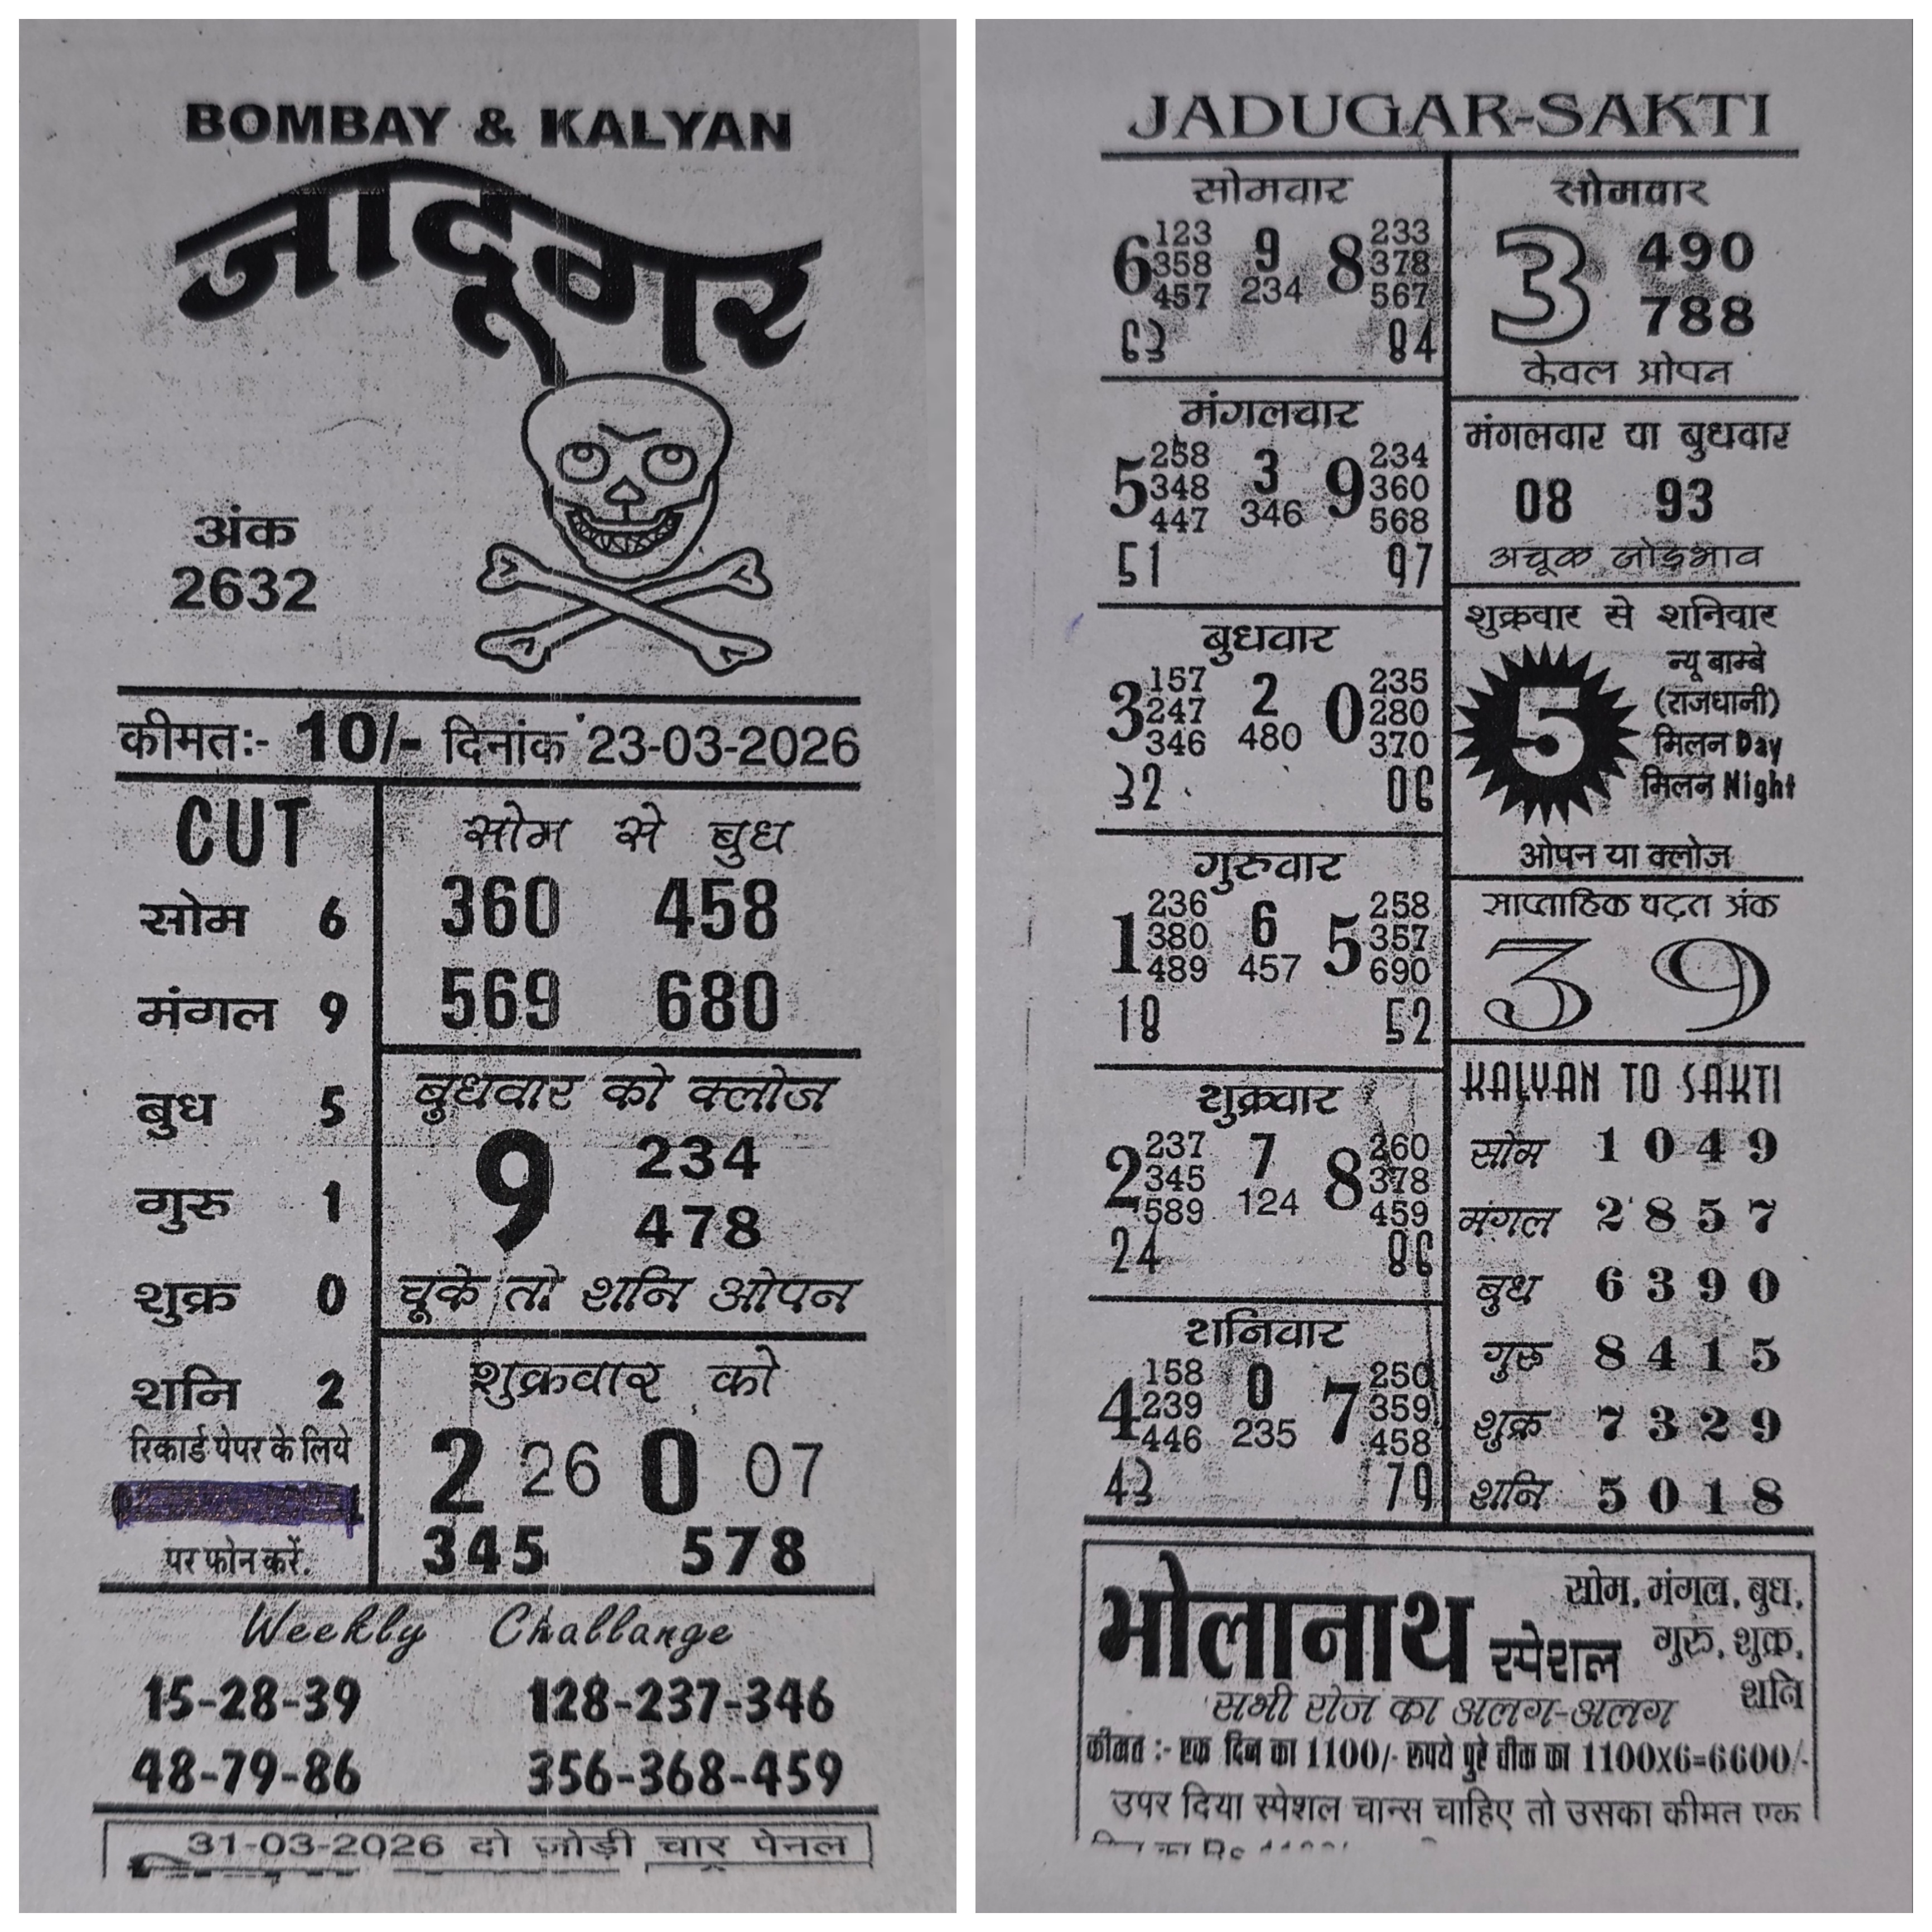 BOMBAY & KALYAN
जादूगर
अंक
2632
कीमतः- 10/- दिनांक 23-03-2026
CUT
सोम 6
मंगल 9
बुध 5
गुरु 1
शुक्र 0
शनि 2
रिकार्ड पेपर के लिये
पर फोन करें.
सोम से बुध
360 458
569 680
बुधवार को क्लोज
9 234
478
चूके तो शनि ओपन
शुक्रवार को
2 26 0 07
345 578
Weekly Challange
15-28-39 128-237-346
48-79-86 356-368-459
31-03-2026 दो जोड़ी चार पेनल
JADUGAR-SAKTI
सोमवार
123 233
6 358 9 8 378
457 234 567
63 84
मंगलवार
258 234
5 348 3 9 360
447 346 568
51 97
बुधवार
157 235
3 247 2 0 280
346 480 370
32 06
गुरुवार
236 258
1 380 6 5 357
489 457 690
18 52
शुक्रवार
237 260
2 345 7 8 378
589 124 459
24 86
शनिवार
158 250
4 239 0 7 359
446 235 458
43 79
सोमवार
3 490
788
केवल ओपन
मंगलवार या बुधवार
08 93
अचूक जोड़भाव
शुक्रवार से शनिवार
5
न्यू बाम्बे
(राजधानी)
मिलन Day
मिलन Night
ओपन या क्लोज
साप्ताहिक चढ़त अंक
3 9
KALYAN TO SAKTI
सोम 1 0 4 9
मंगल 2 8 5 7
बुध 6 3 9 0
गुरु 8 4 1 5
शुक्र 7 3 2 9
शनि 5 0 1 8
भोलानाथ स्पेशल
सोम, मंगल, बुध,
गुरु, शुक्र,
शनि
सभी रोज का अलग-अलग
कीमत :- एक दिन का 1100/- रुपये पुरे वीक का 1100x6=6600/-
उपर दिया स्पेशल चान्स चाहिए तो उसका कीमत एक